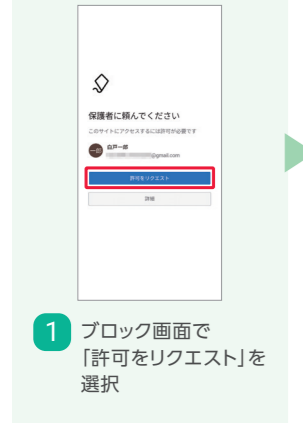 保護者に頼んでください
このサイトにアクセスするには許可が必要です
一郎
白戸一郎
@gmail.com
許可をリクエスト
詳細
1
ブロック画面で
「許可をリクエスト」を
選択